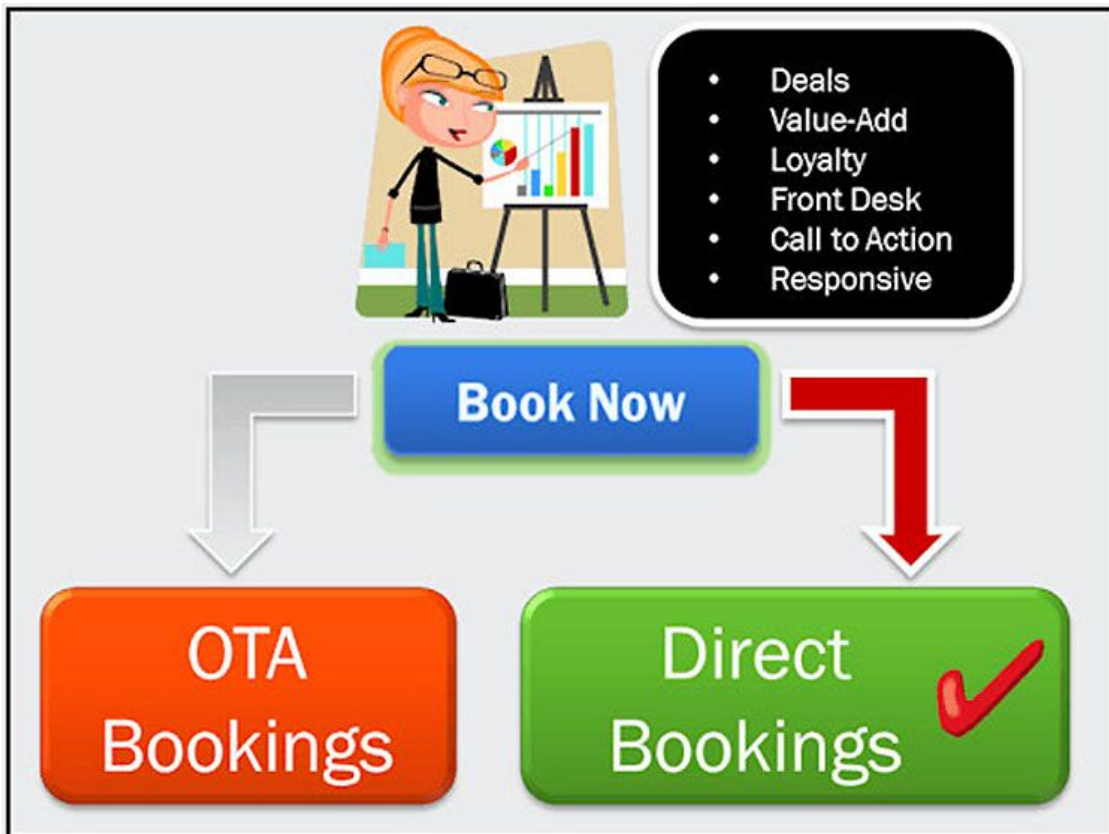 • Deals
• Value-Add
• Loyalty
• Front Desk
• Call to Action
• Responsive
Book Now
OTA
Bookings
Direct
Bookings